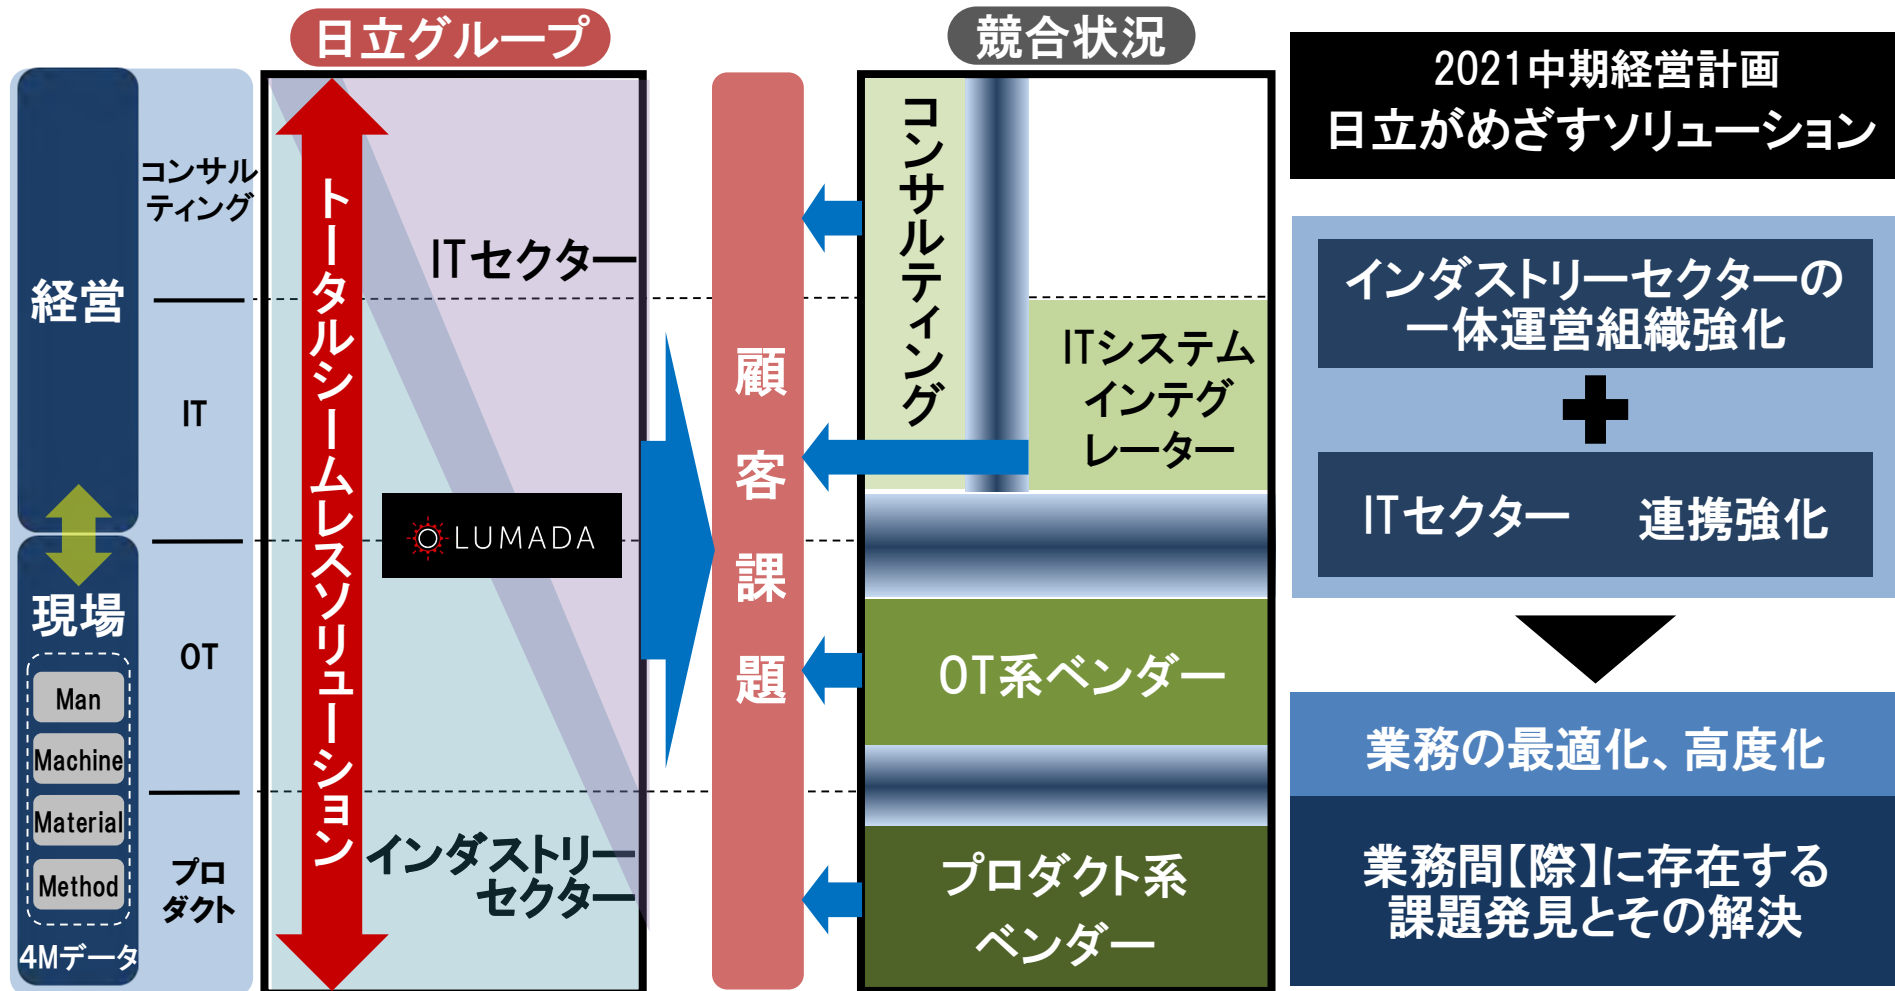 日立グループ
競合状況
2021中期経営計画
日立がめざすソリューション
経営
現場
Man
Machine
Material
Method
4Mデータ
コンサル
ティング
IT
OT
プロ
ダクト
トータルシームレスソリューション
ITセクター
LUMADA
インダストリー
セクター
顧客課題
コンサルティング
ITシステム
インテグ
レーター
OT系ベンダー
プロダクト系
ベンダー
インダストリーセクターの
一体運営組織強化
ITセクター 連携強化
業務の最適化、高度化
業務間【際】に存在する
課題発見とその解決